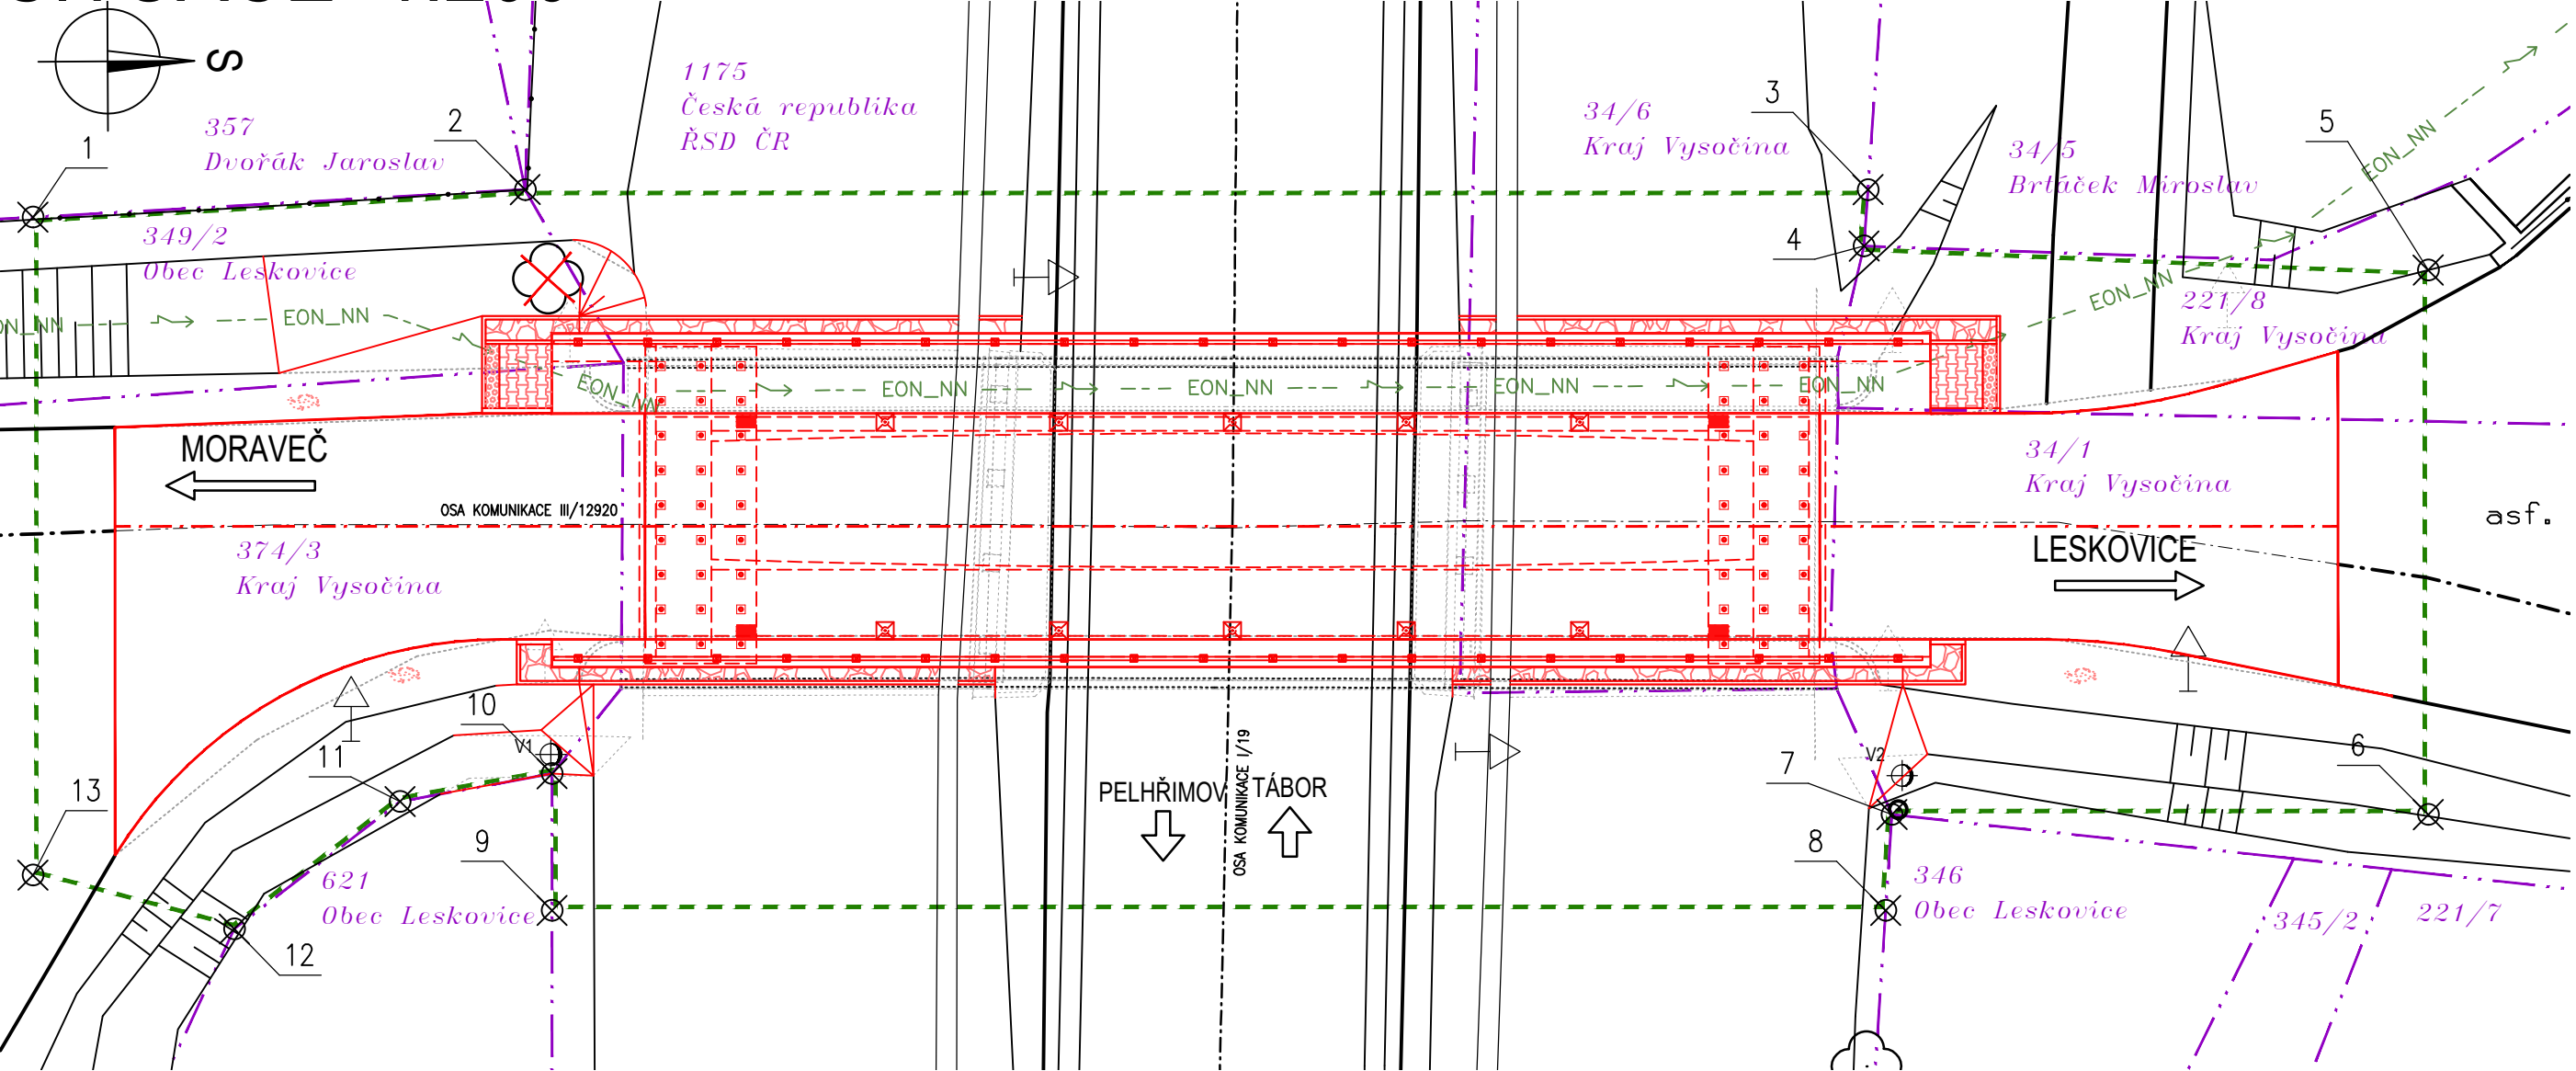 S
1
357
Dvořák Jaroslav
2
1175
Česká republika
ŘSD ČR
34/6
Kraj Vysočina
3
34/5
Brtáček Miroslav
5
EON_NN
349/2
Obec Leskovice
4
EON_NN
221/8
Kraj Vysočina
EON_NN
EON_NN
EON_NN
EON_NN
EON_NN
EON_NN
EON_NN
MORAVEČ
OSA KOMUNIKACE III/12920
374/3
Kraj Vysočina
34/1
Kraj Vysočina
asf.
LESKOVICE
10
V1
11
13
9
621
Obec Leskovice
12
PELHŘIMOV
OSA KOMUNIKACE I/19
TÁBOR
V2
7
6
8
346
Obec Leskovice
345/2
221/7